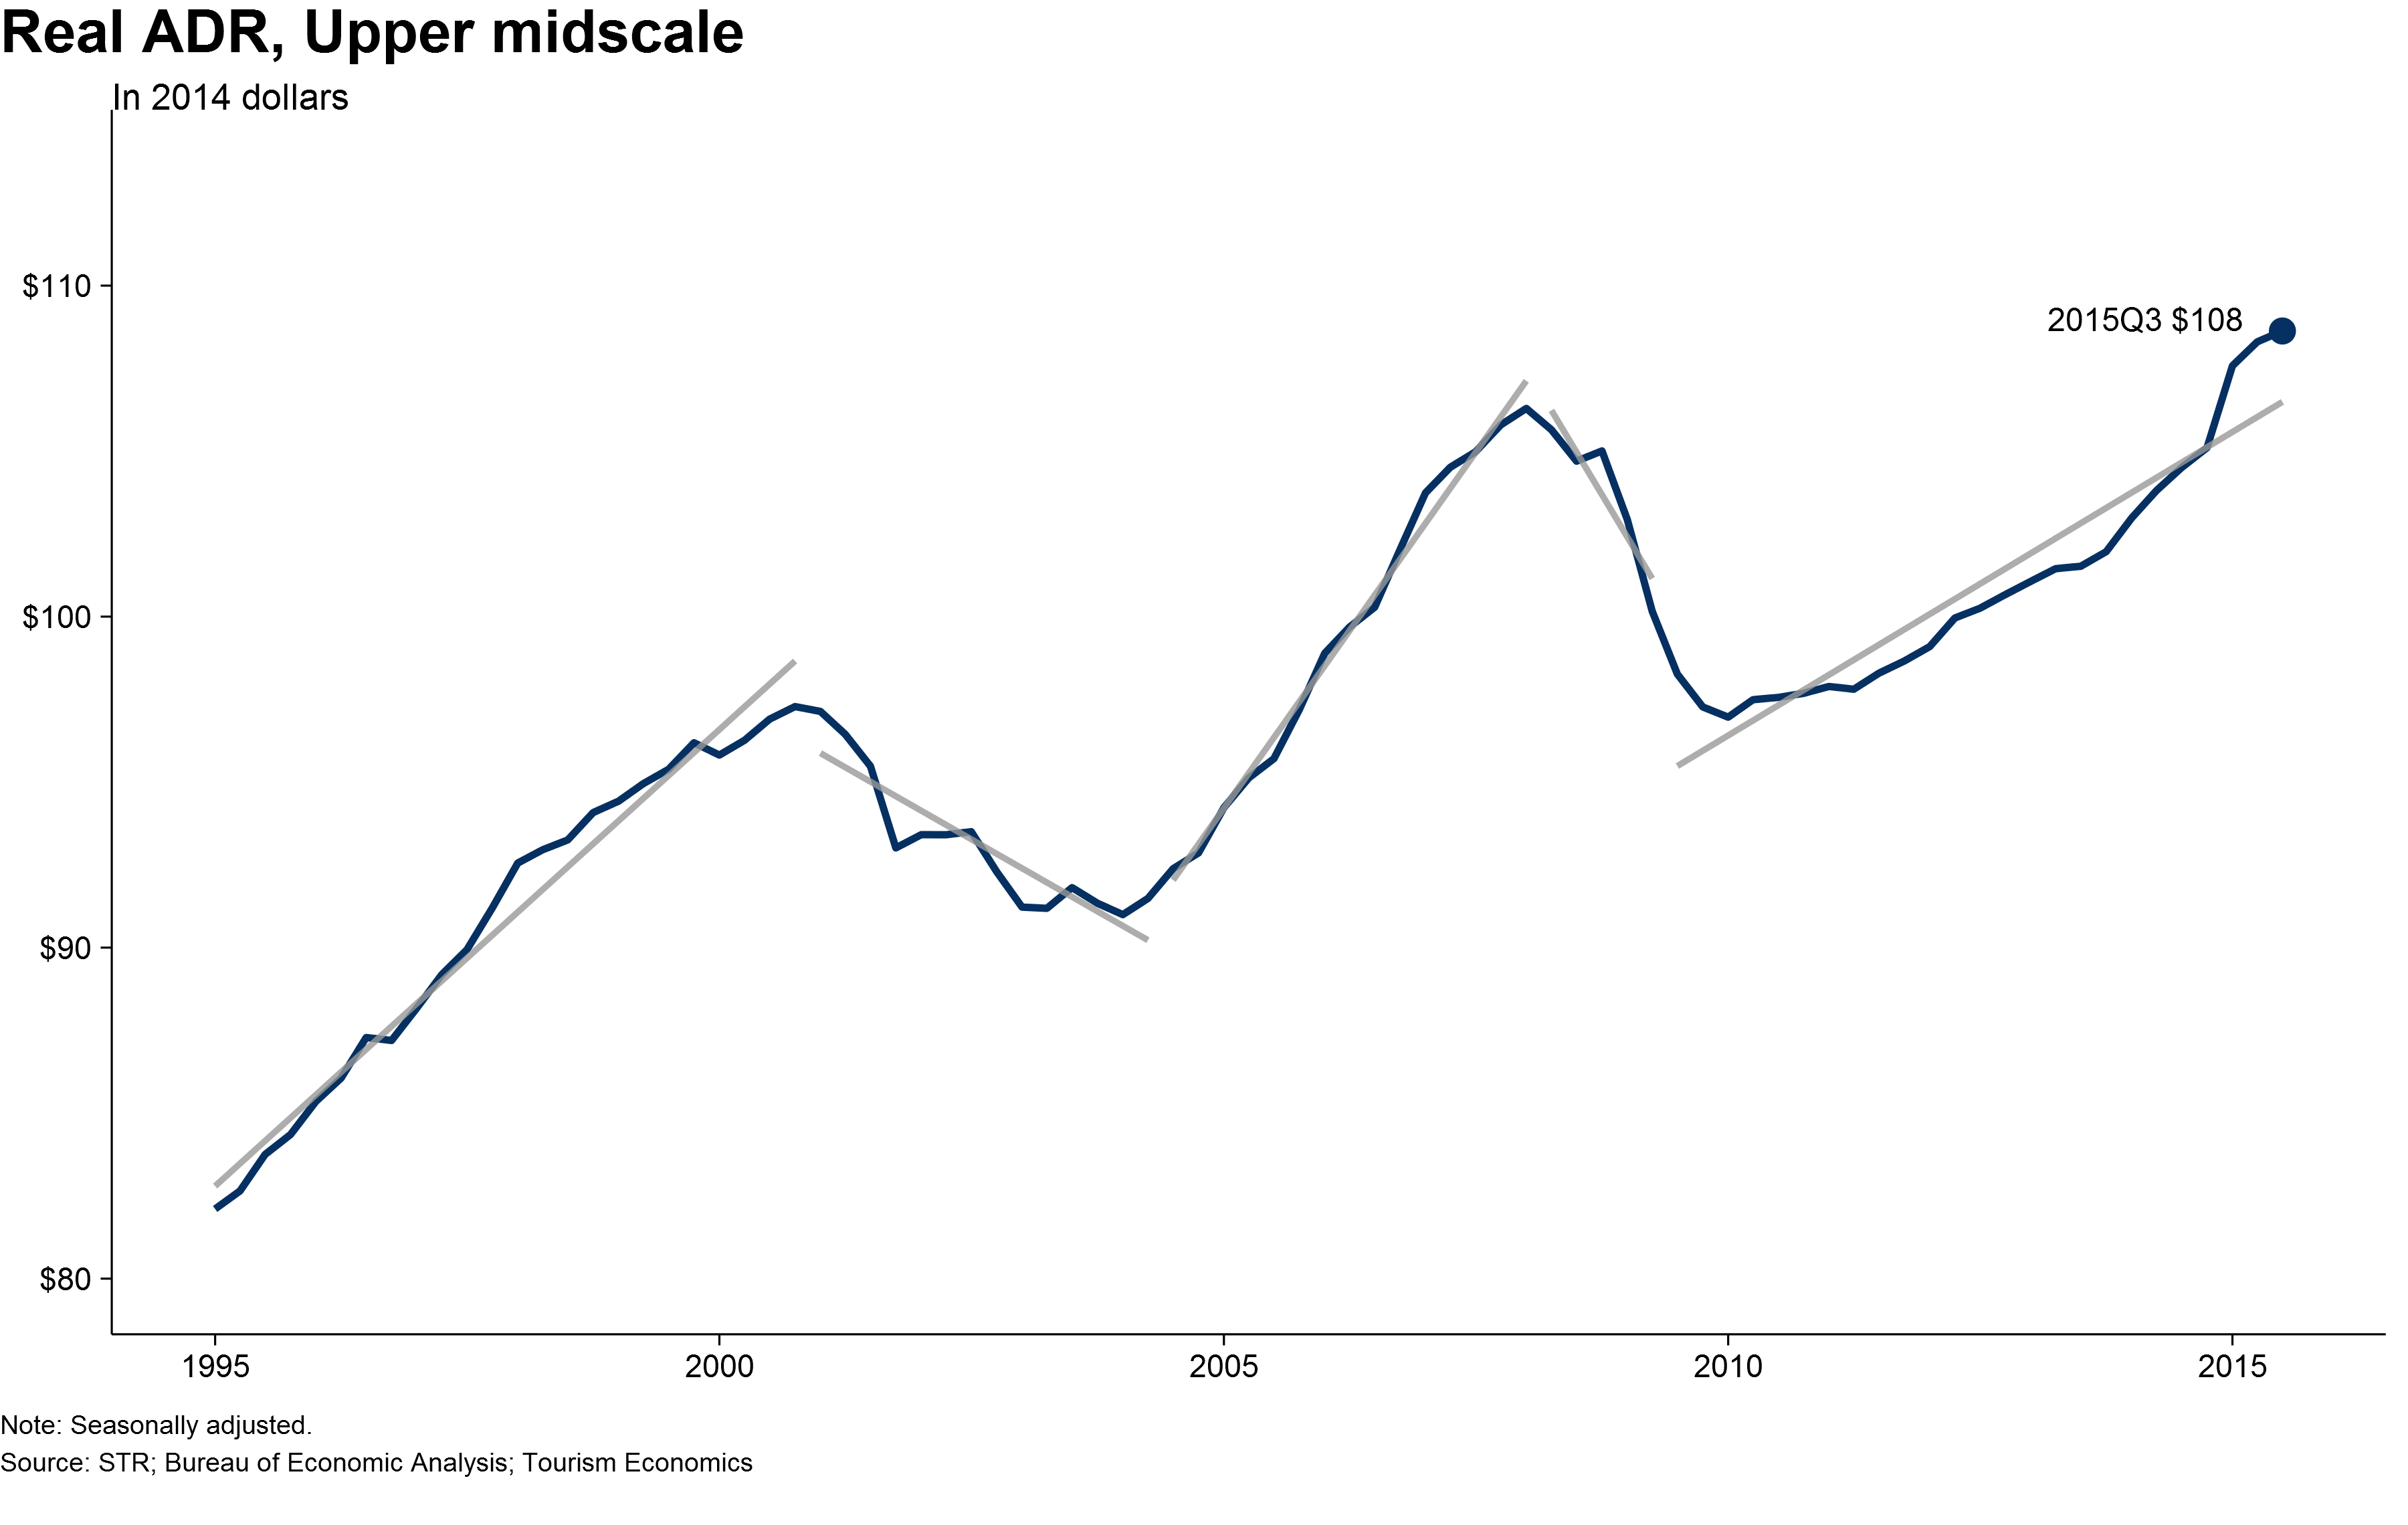 Real ADR, Upper midscale
In 2014 dollars
$110
2015Q3 $108
$100
$90
$80
1995 2000 2005 2010 2015
Note: Seasonally adjusted.
Source: STR; Bureau of Economic Analysis; Tourism Economics